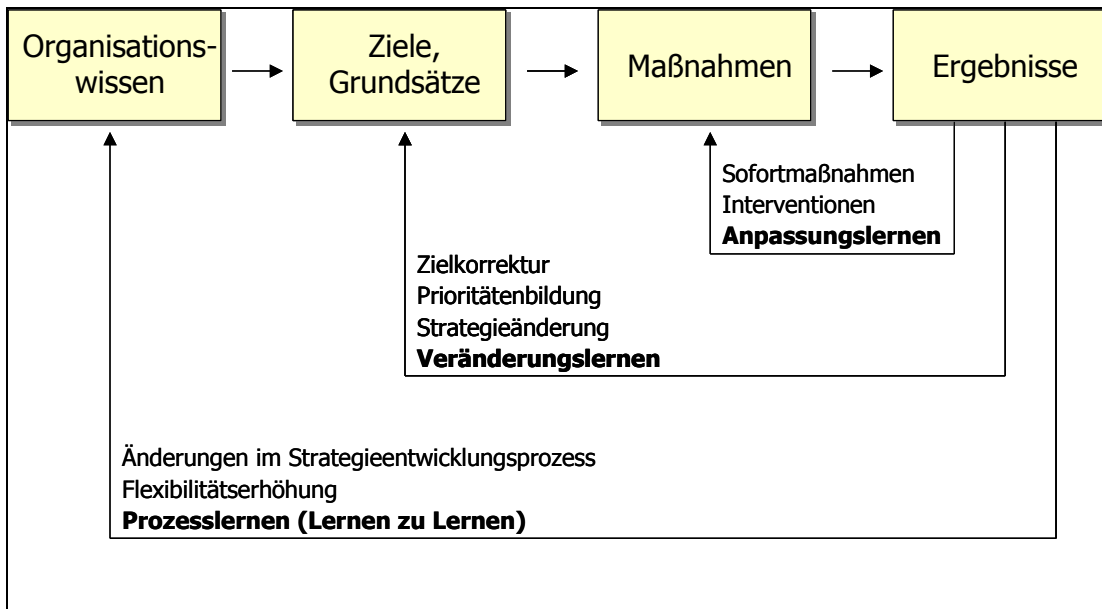 Organisations-
wissen
Ziele,
Grundsätze
Maßnahmen
Ergebnisse
Sofortmaßnahmen
Interventionen
Anpassungslernen
Zielkorrektur
Prioritätenbildung
Strategieänderung
Veränderungslernen
Änderungen im Strategieentwicklungsprozess
Flexibilitätserhöhung
Prozesslernen (Lernen zu Lernen)